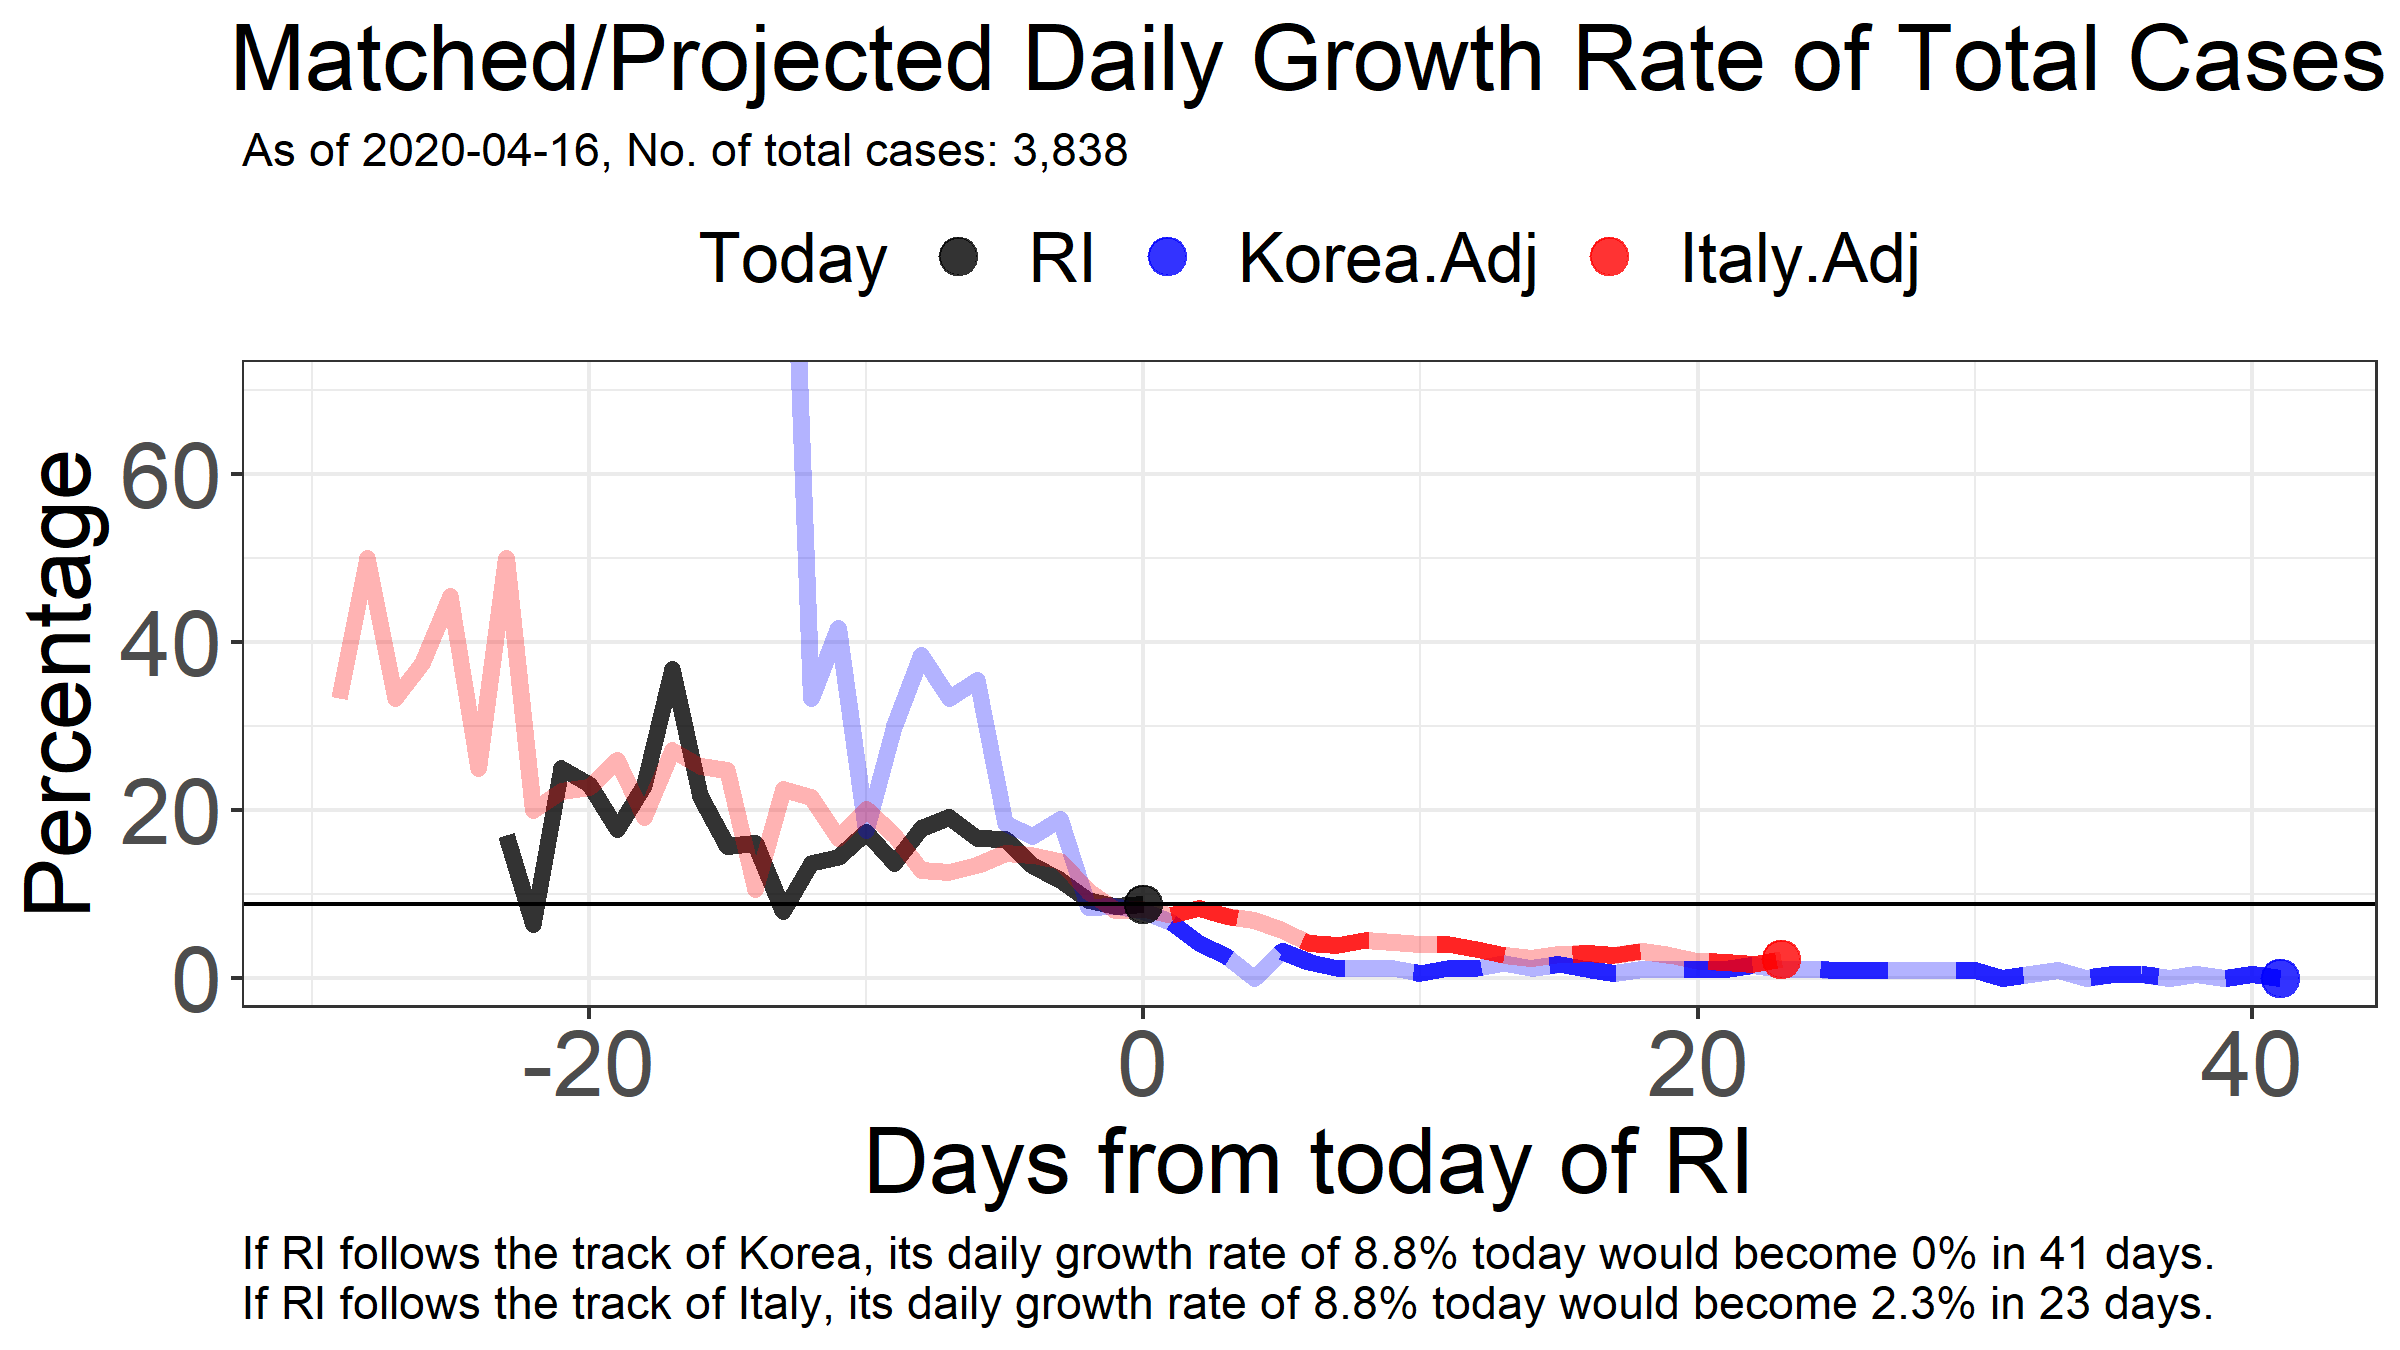 Matched/Projected Daily Growth Rate of Total Cases
As of 2020-04-16, No. of total cases: 3,838
Today RI Korea.Adj Italy.Adj
Percentage
60
40
20
0
-20 0 20 40
Days from today of RI
If RI follows the track of Korea, its daily growth rate of 8.8% today would become 0% in 41 days.
If RI follows the track of Italy, its daily growth rate of 8.8% today would become 2.3% in 23 days.